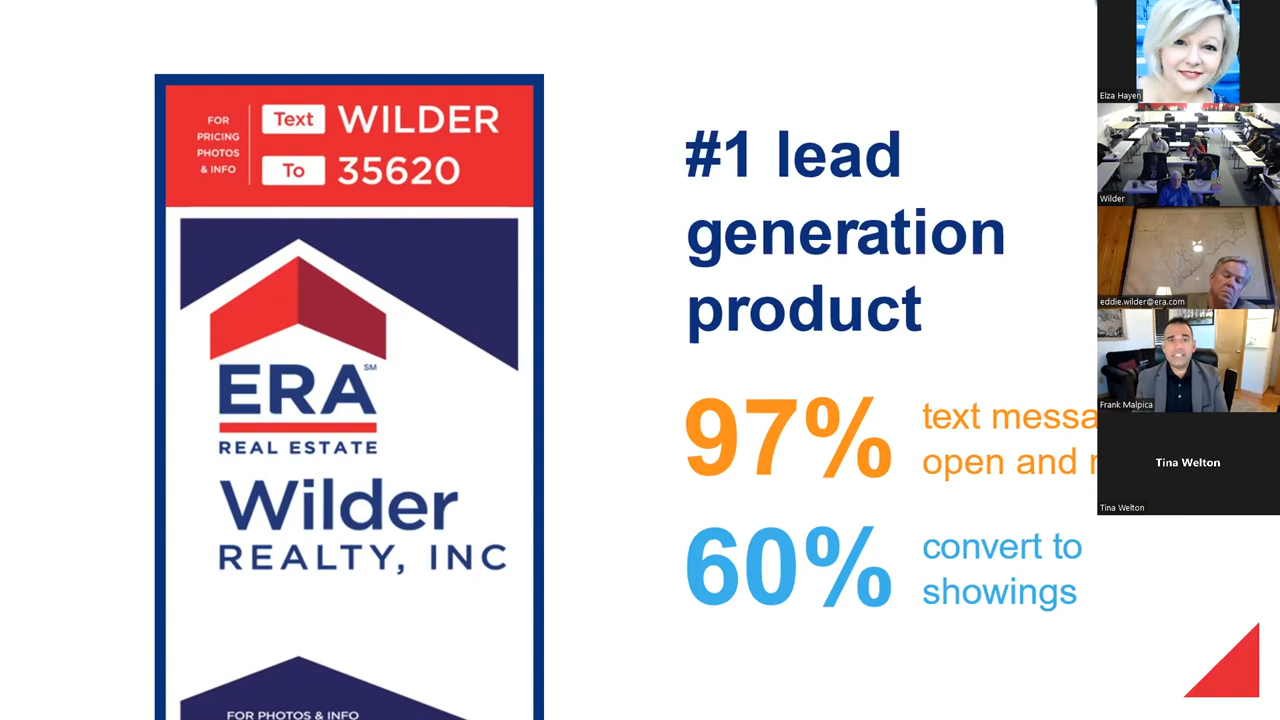 FOR
PRICING
PHOTOS
& INFO
Text WILDER
To 35620
ERA SM
REAL ESTATE
Wilder
REALTY, INC
FOR PHOTOS & INFO
#1 lead
generation
product
97%
text messa
open and r
60%
convert to
showings
Elza Hayen
Wilder
eddie.wilder@era.com
Frank Malpica
Tina Welton
Tina Welton